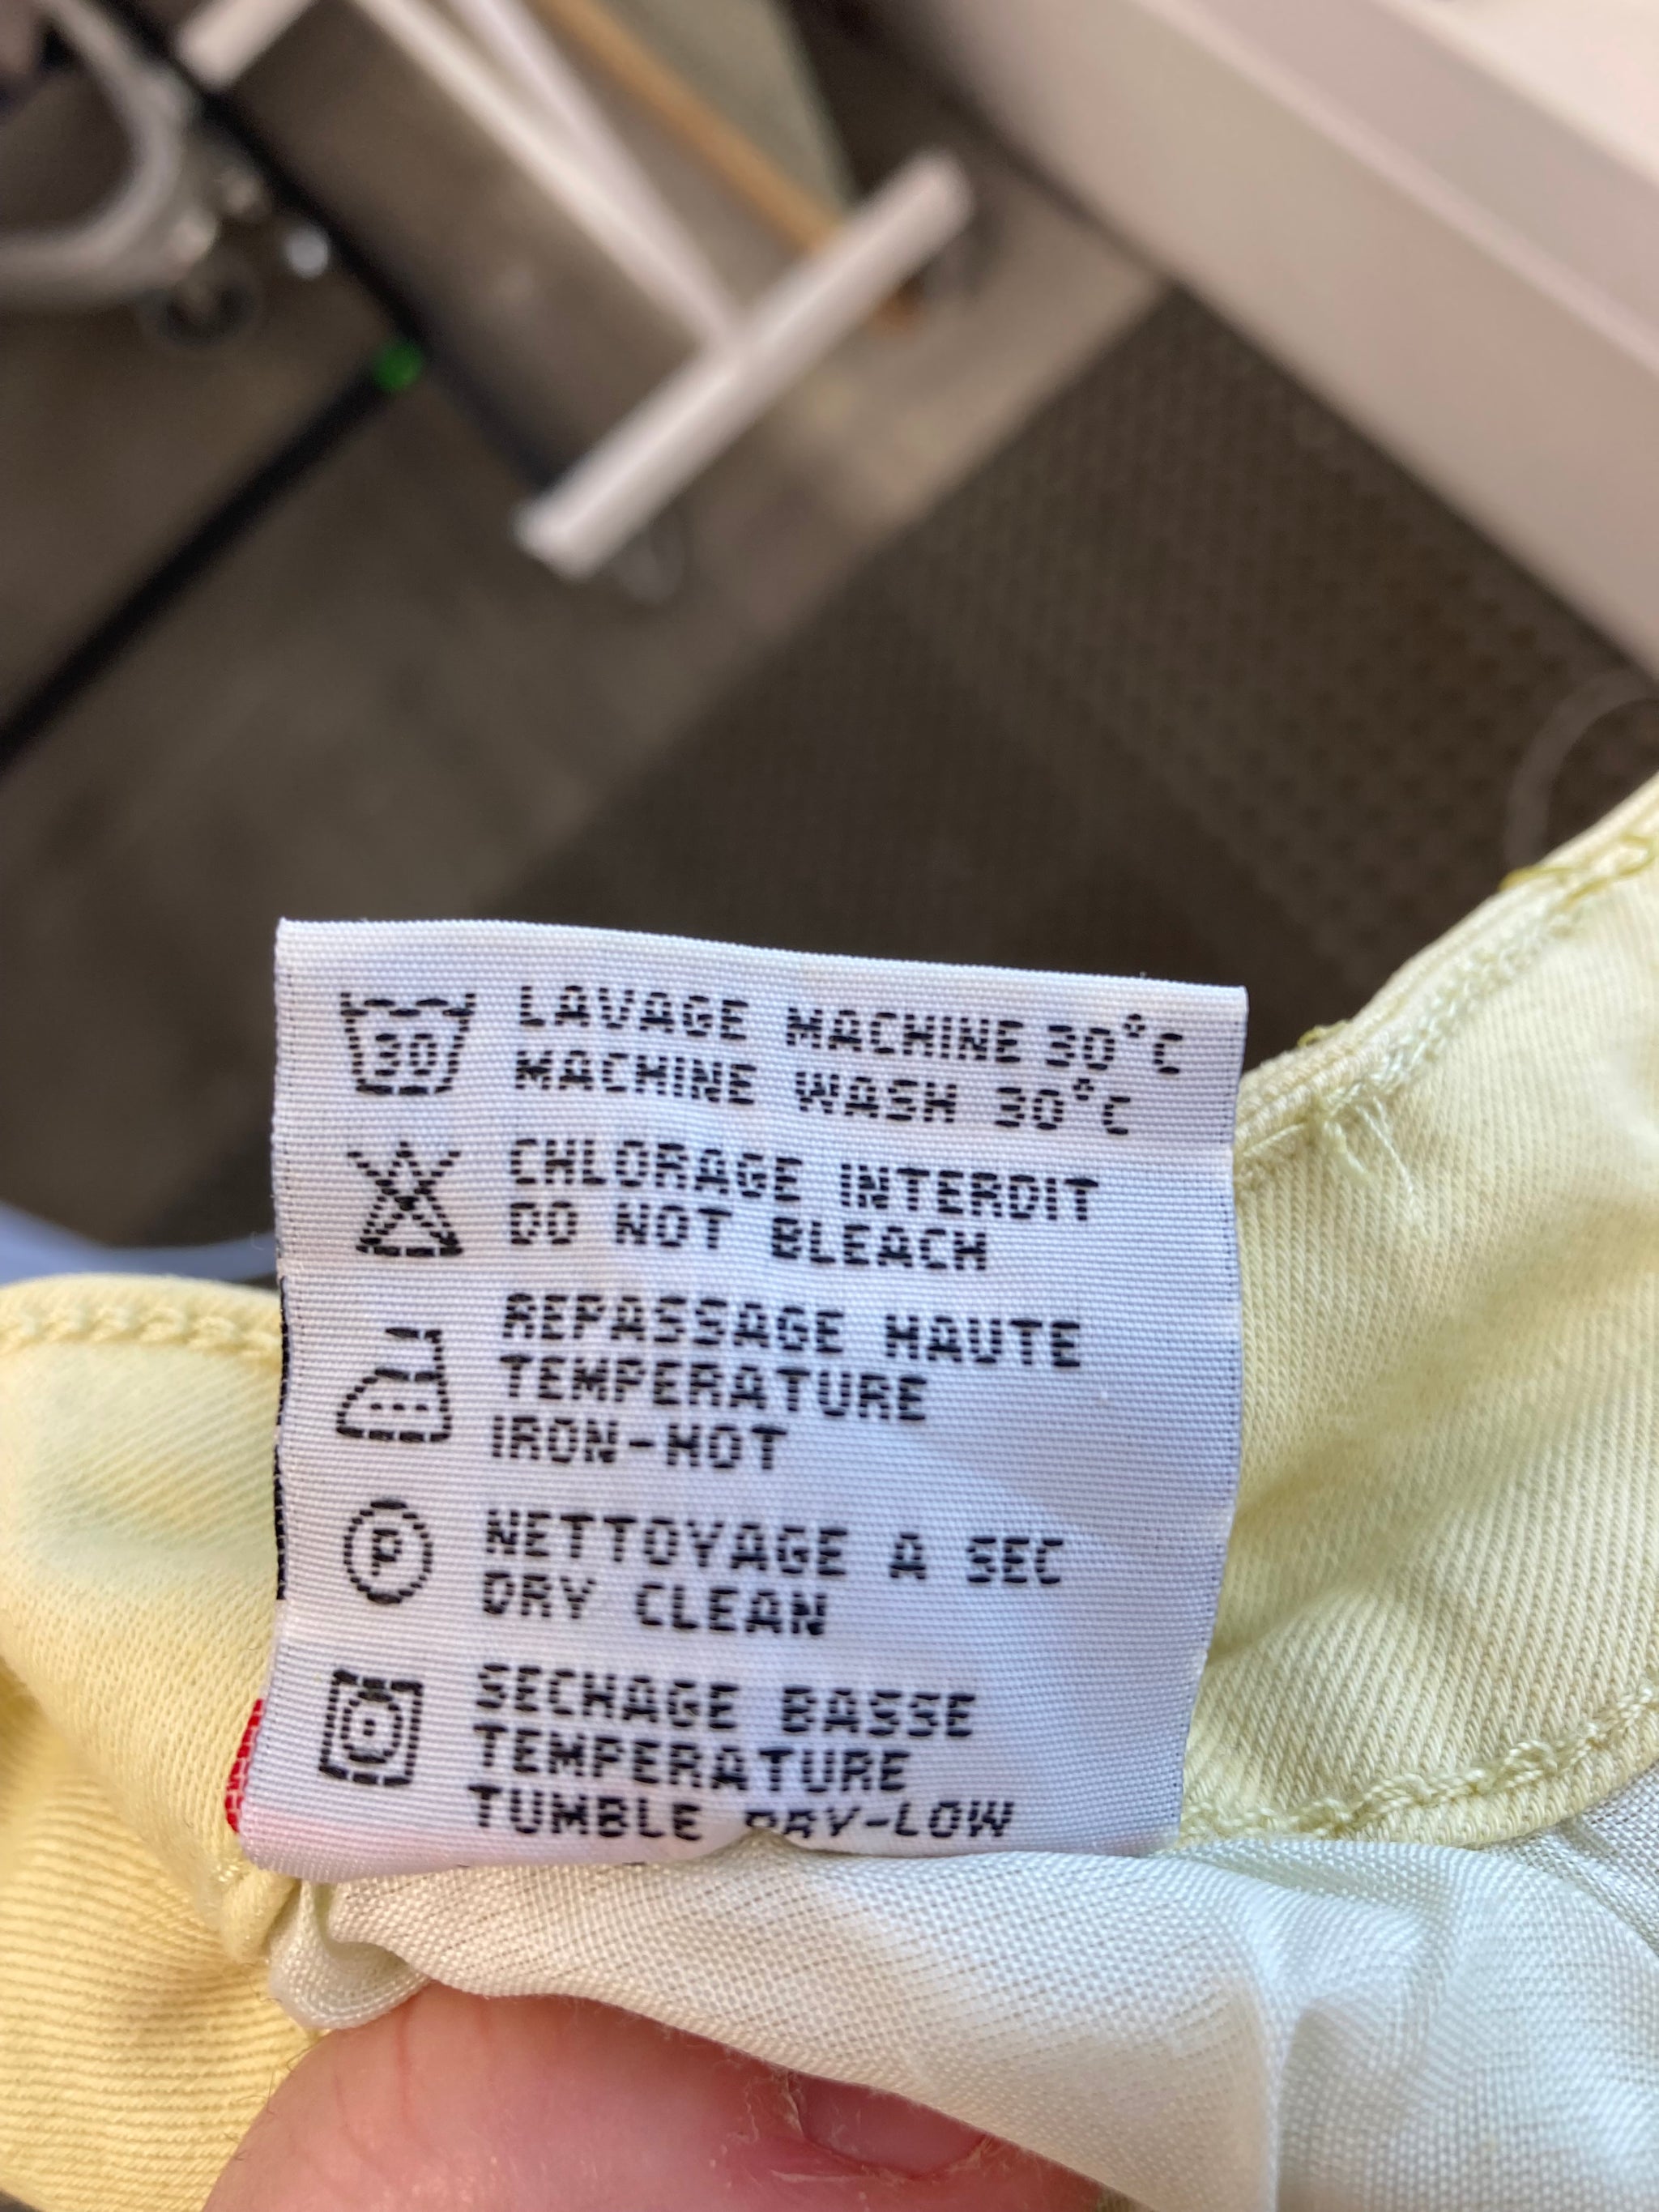 30 LAVAGE MACHINE 30°C
MACHINE WASH 30°C
CHLORAGE INTERDIT
DO NOT BLEACH
REPASSAGE HAUTE
TEMPERATURE
IRON-HOT
P NETTOYAGE A SEC
DRY CLEAN
SECHAGE BASSE
TEMPERATURE
TUMBLE DRY-LOW